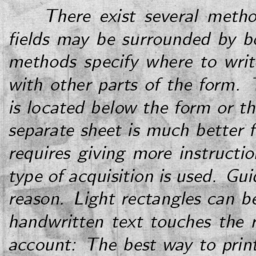 There exist several metho
fields may be surrounded by b
methods specify where to writ
with other parts of the form.
is located below the form or th
separate sheet is much better f
requires giving more instructio
type of acquisition is used. Gui
reason. Light rectangles can be
handwritten text touches the r
account: The best way to print